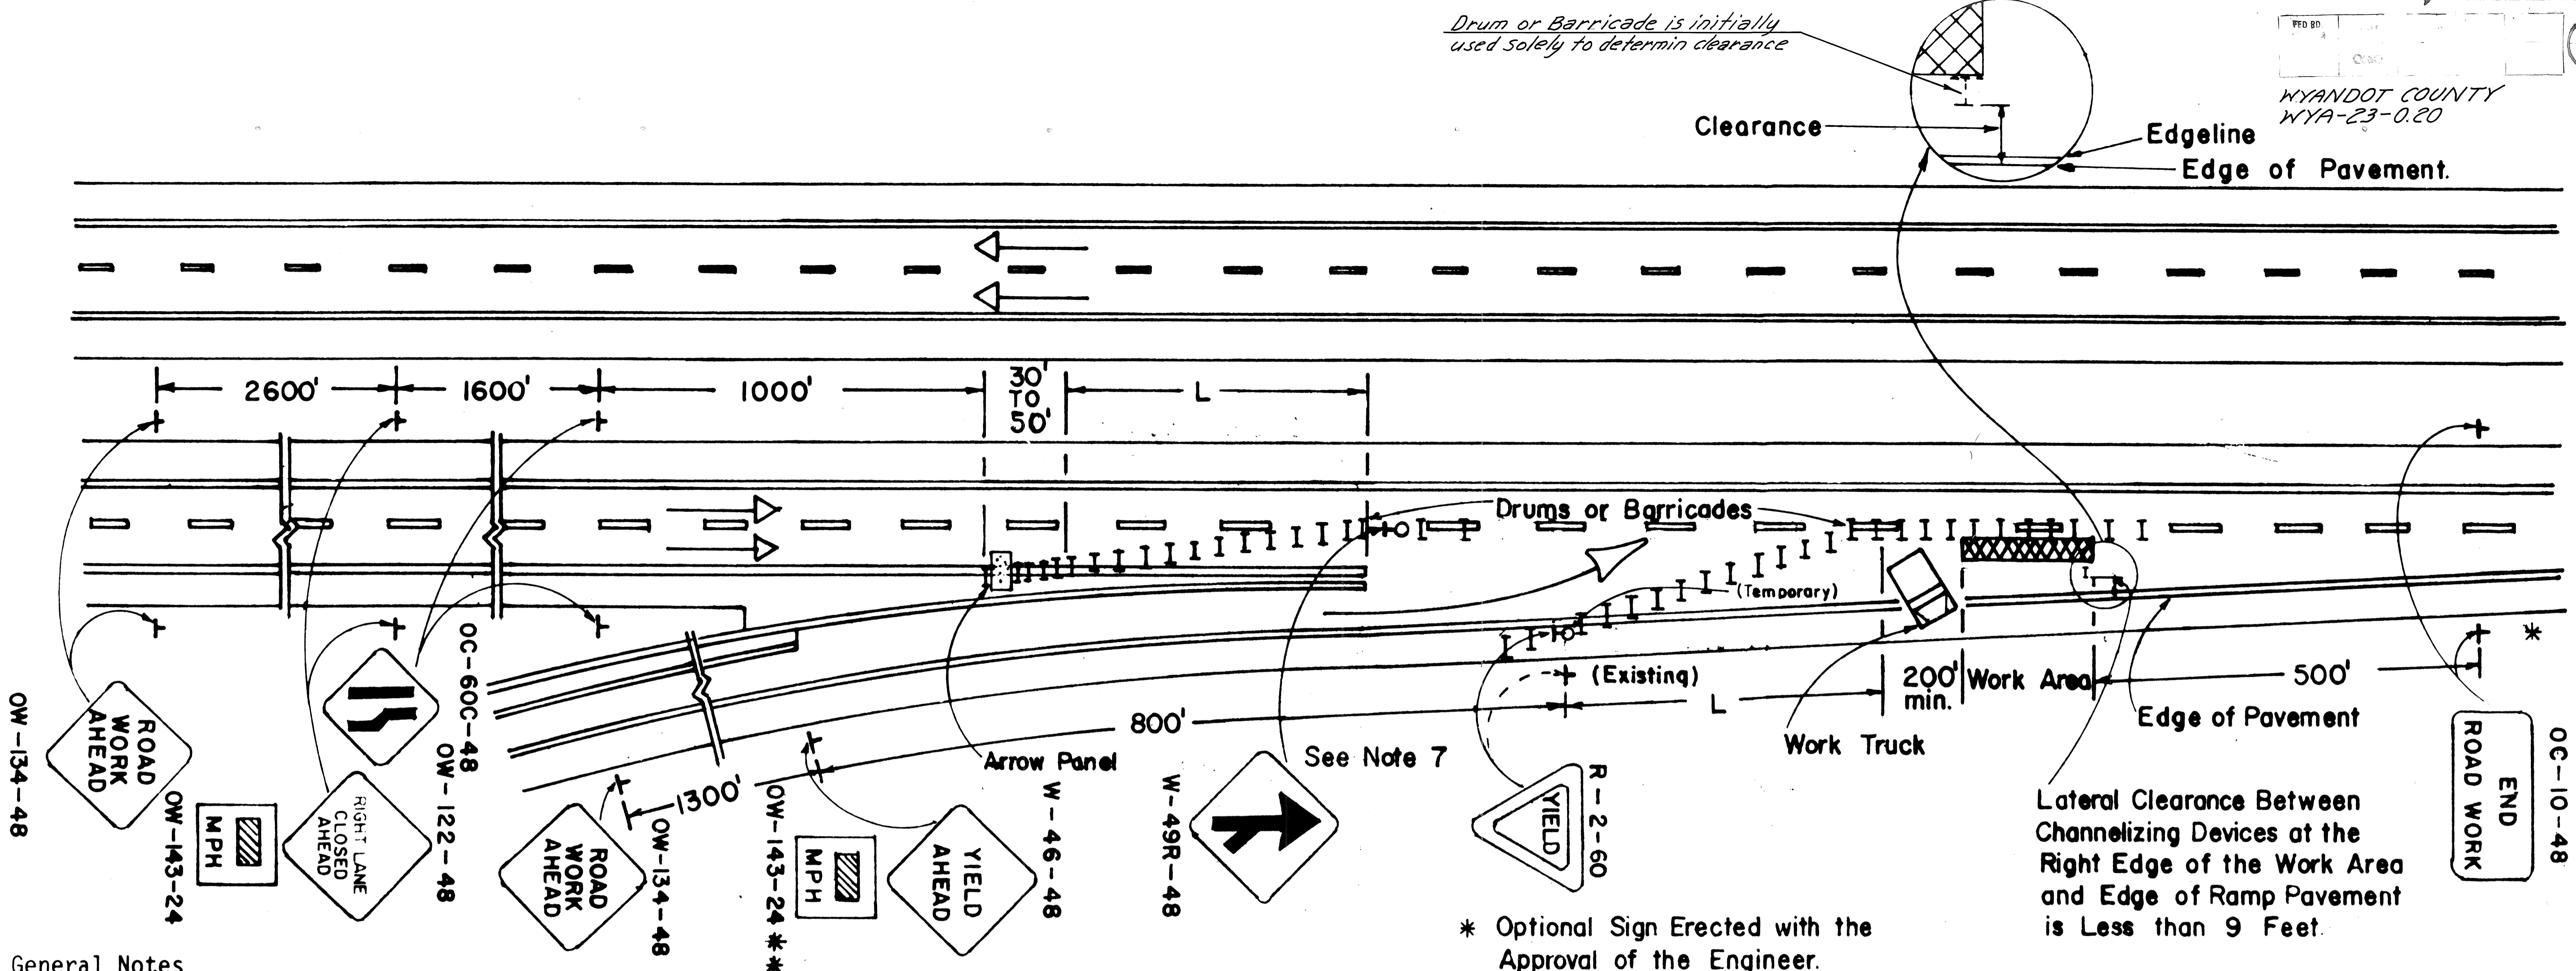 Drum or Barricade is initially
used solely to determin clearance
FED RD
WYANDOT COUNTY
WYA-23-0.20
Clearance
Edgeline
Edge of Pavement.
2600'
1600'
1000'
30'
TO
50'
L
Drums or Barricades
(Temporary)
(Existing)
800'
L
200'
min.
Work Area
500'
*
Edge of Pavement
Work Truck
Arrow Panel
See Note 7
1300'
OW-134-48
ROAD
WORK
AHEAD
OW-143-24
MPH
RIGHT LANE
CLOSED
AHEAD
OC-60C-48
OW-122-48
ROAD
WORK
AHEAD
OW-134-48
OW-143-24 **
MPH
YIELD
AHEAD
W-46-48
W-49R-48
YIELD
R-2-60
END
ROAD WORK
OC-10-48
Lateral Clearance Between
Channelizing Devices at the
Right Edge of the Work Area
and Edge of Ramp Pavement
is Less than 9 Feet.
* Optional Sign Erected with the
Approval of the Engineer.
General Notes